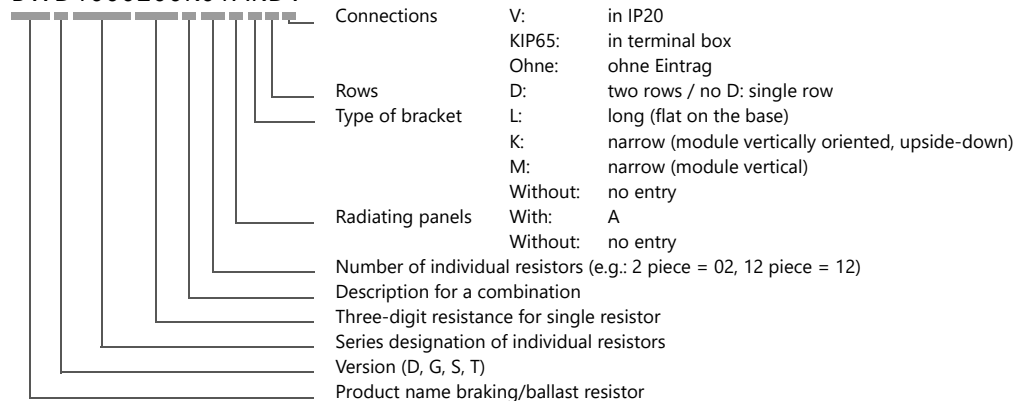 Connections V: in IP20
KIP65: in terminal box
Ohne: ohne Eintrag
Rows D: two rows / no D: single row
Type of bracket L: long (flat on the base)
K: narrow (module vertically oriented, upside-down)
M: narrow (module vertical)
Without: no entry
Radiating panels With: A
Without: no entry
Number of individual resistors (e.g.: 2 piece = 02, 12 piece = 12)
Description for a combination
Three-digit resistance for single resistor
Series designation of individual resistors
Version (D, G, S, T)
Product name braking/ballast resistor